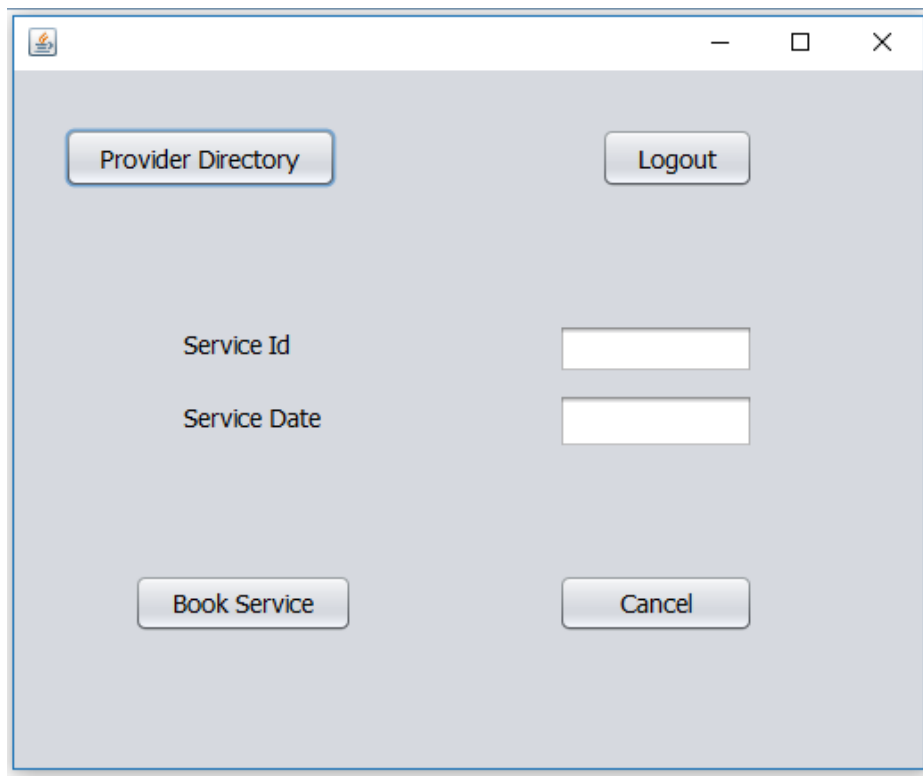 Provider Directory
Logout
Service Id
Service Date
Book Service
Cancel